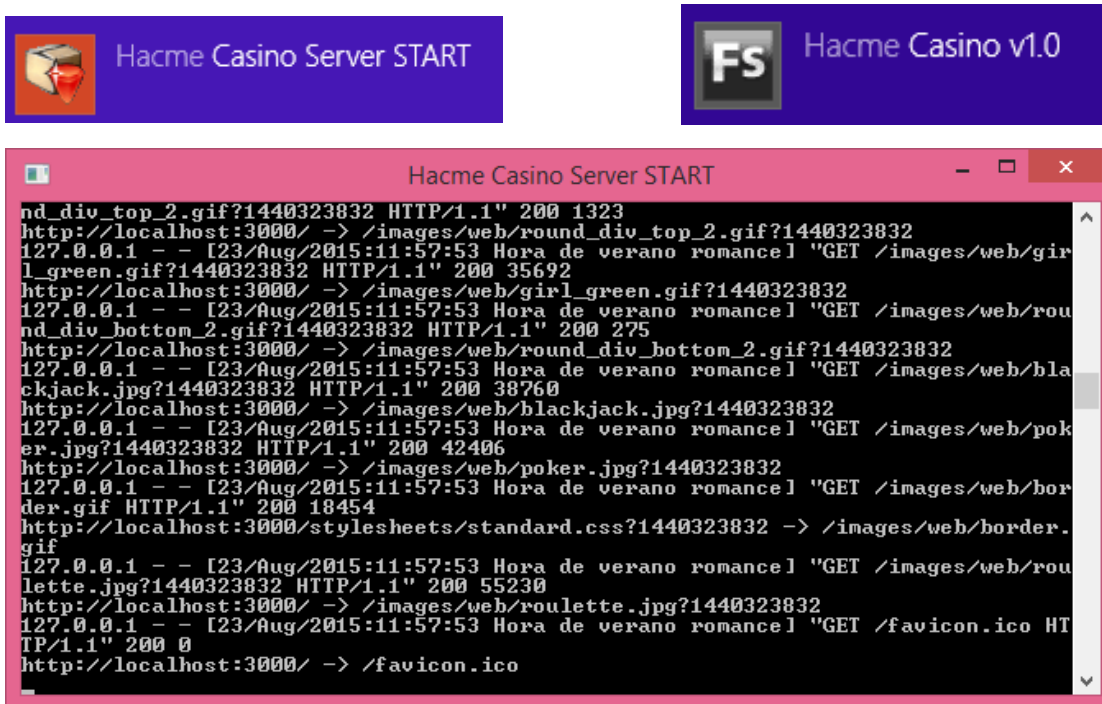 Hacme Casino Server START
Fs
Hacme Casino v1.0
Hacme Casino Server START
nd_div_top_2.gif?1440323832 HTTP/1.1" 200 1323
http://localhost:3000/ -> /images/web/round_div_top_2.gif?1440323832
127.0.0.1 - - [23/Aug/2015:11:57:53 Hora de verano romance] "GET /images/web/gir
l_green.gif?1440323832 HTTP/1.1" 200 35692
http://localhost:3000/ -> /images/web/girl_green.gif?1440323832
127.0.0.1 - - [23/Aug/2015:11:57:53 Hora de verano romance] "GET /images/web/rou
nd_div_bottom_2.gif?1440323832 HTTP/1.1" 200 275
http://localhost:3000/ -> /images/web/round_div_bottom_2.gif?1440323832
127.0.0.1 - - [23/Aug/2015:11:57:53 Hora de verano romance] "GET /images/web/bla
ckjack.jpg?1440323832 HTTP/1.1" 200 38760
http://localhost:3000/ -> /images/web/blackjack.jpg?1440323832
127.0.0.1 - - [23/Aug/2015:11:57:53 Hora de verano romance] "GET /images/web/pok
er.jpg?1440323832 HTTP/1.1" 200 42406
http://localhost:3000/ -> /images/web/poker.jpg?1440323832
127.0.0.1 - - [23/Aug/2015:11:57:53 Hora de verano romance] "GET /images/web/bor
der.gif HTTP/1.1" 200 18454
http://localhost:3000/stylesheets/standard.css?1440323832 -> /images/web/border.
gif
127.0.0.1 - - [23/Aug/2015:11:57:53 Hora de verano romance] "GET /images/web/rou
lette.jpg?1440323832 HTTP/1.1" 200 55230
http://localhost:3000/ -> /images/web/roulette.jpg?1440323832
127.0.0.1 - - [23/Aug/2015:11:57:53 Hora de verano romance] "GET /favicon.ico HT
TP/1.1" 200 0
http://localhost:3000/ -> /favicon.ico